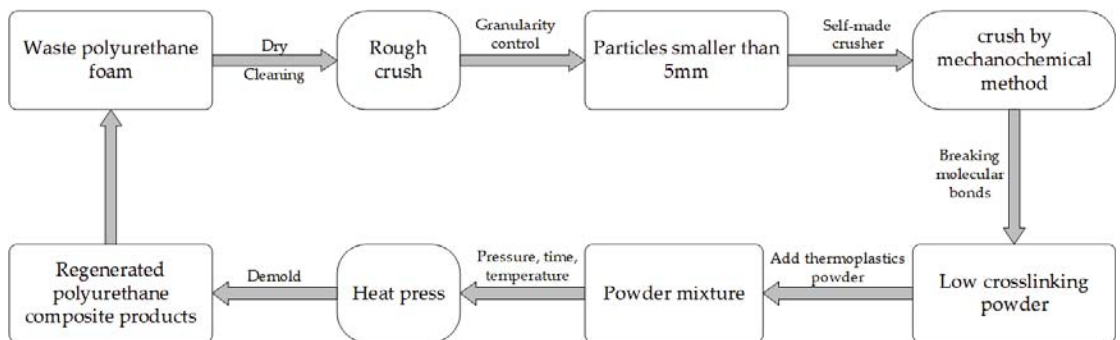 Waste polyurethane
foam
Dry
Cleaning
Rough
crush
Granularity
control
Particles smaller than
5mm
Self-made
crusher
crush by
mechanochemical
method
Breaking
molecular
bonds
Low crosslinking
powder
Add thermoplastics
powder
Powder mixture
Pressure, time,
temperature
Heat press
Demold
Regenerated
polyurethane
composite products